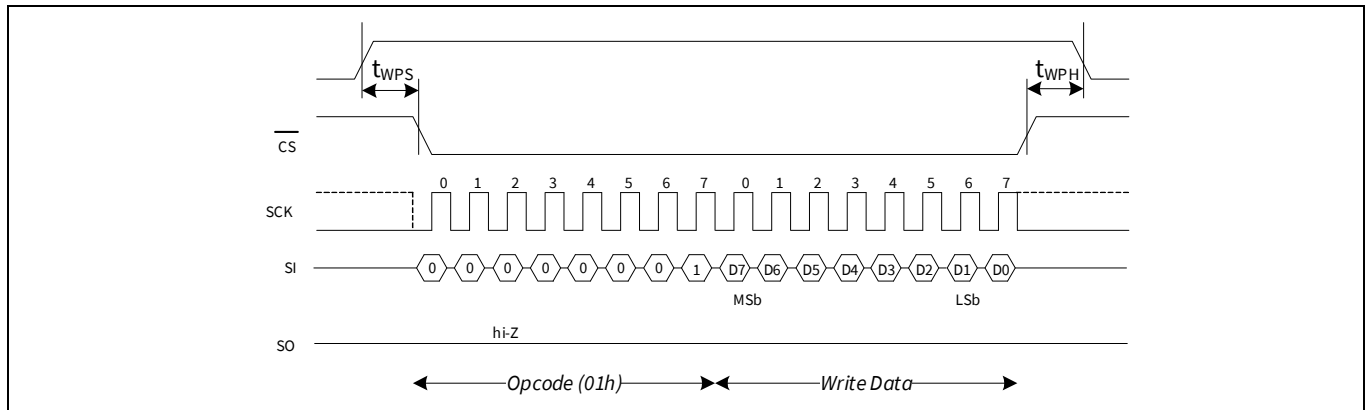 tWPS tWPH
CS
0 1 2 3 4 5 6 7 0 1 2 3 4 5 6 7
SCK
SI 0 0 0 0 0 0 0 1 D7 D6 D5 D4 D3 D2 D1 D0
MSb LSb
hi-Z
SO
Opcode (01h) Write Data